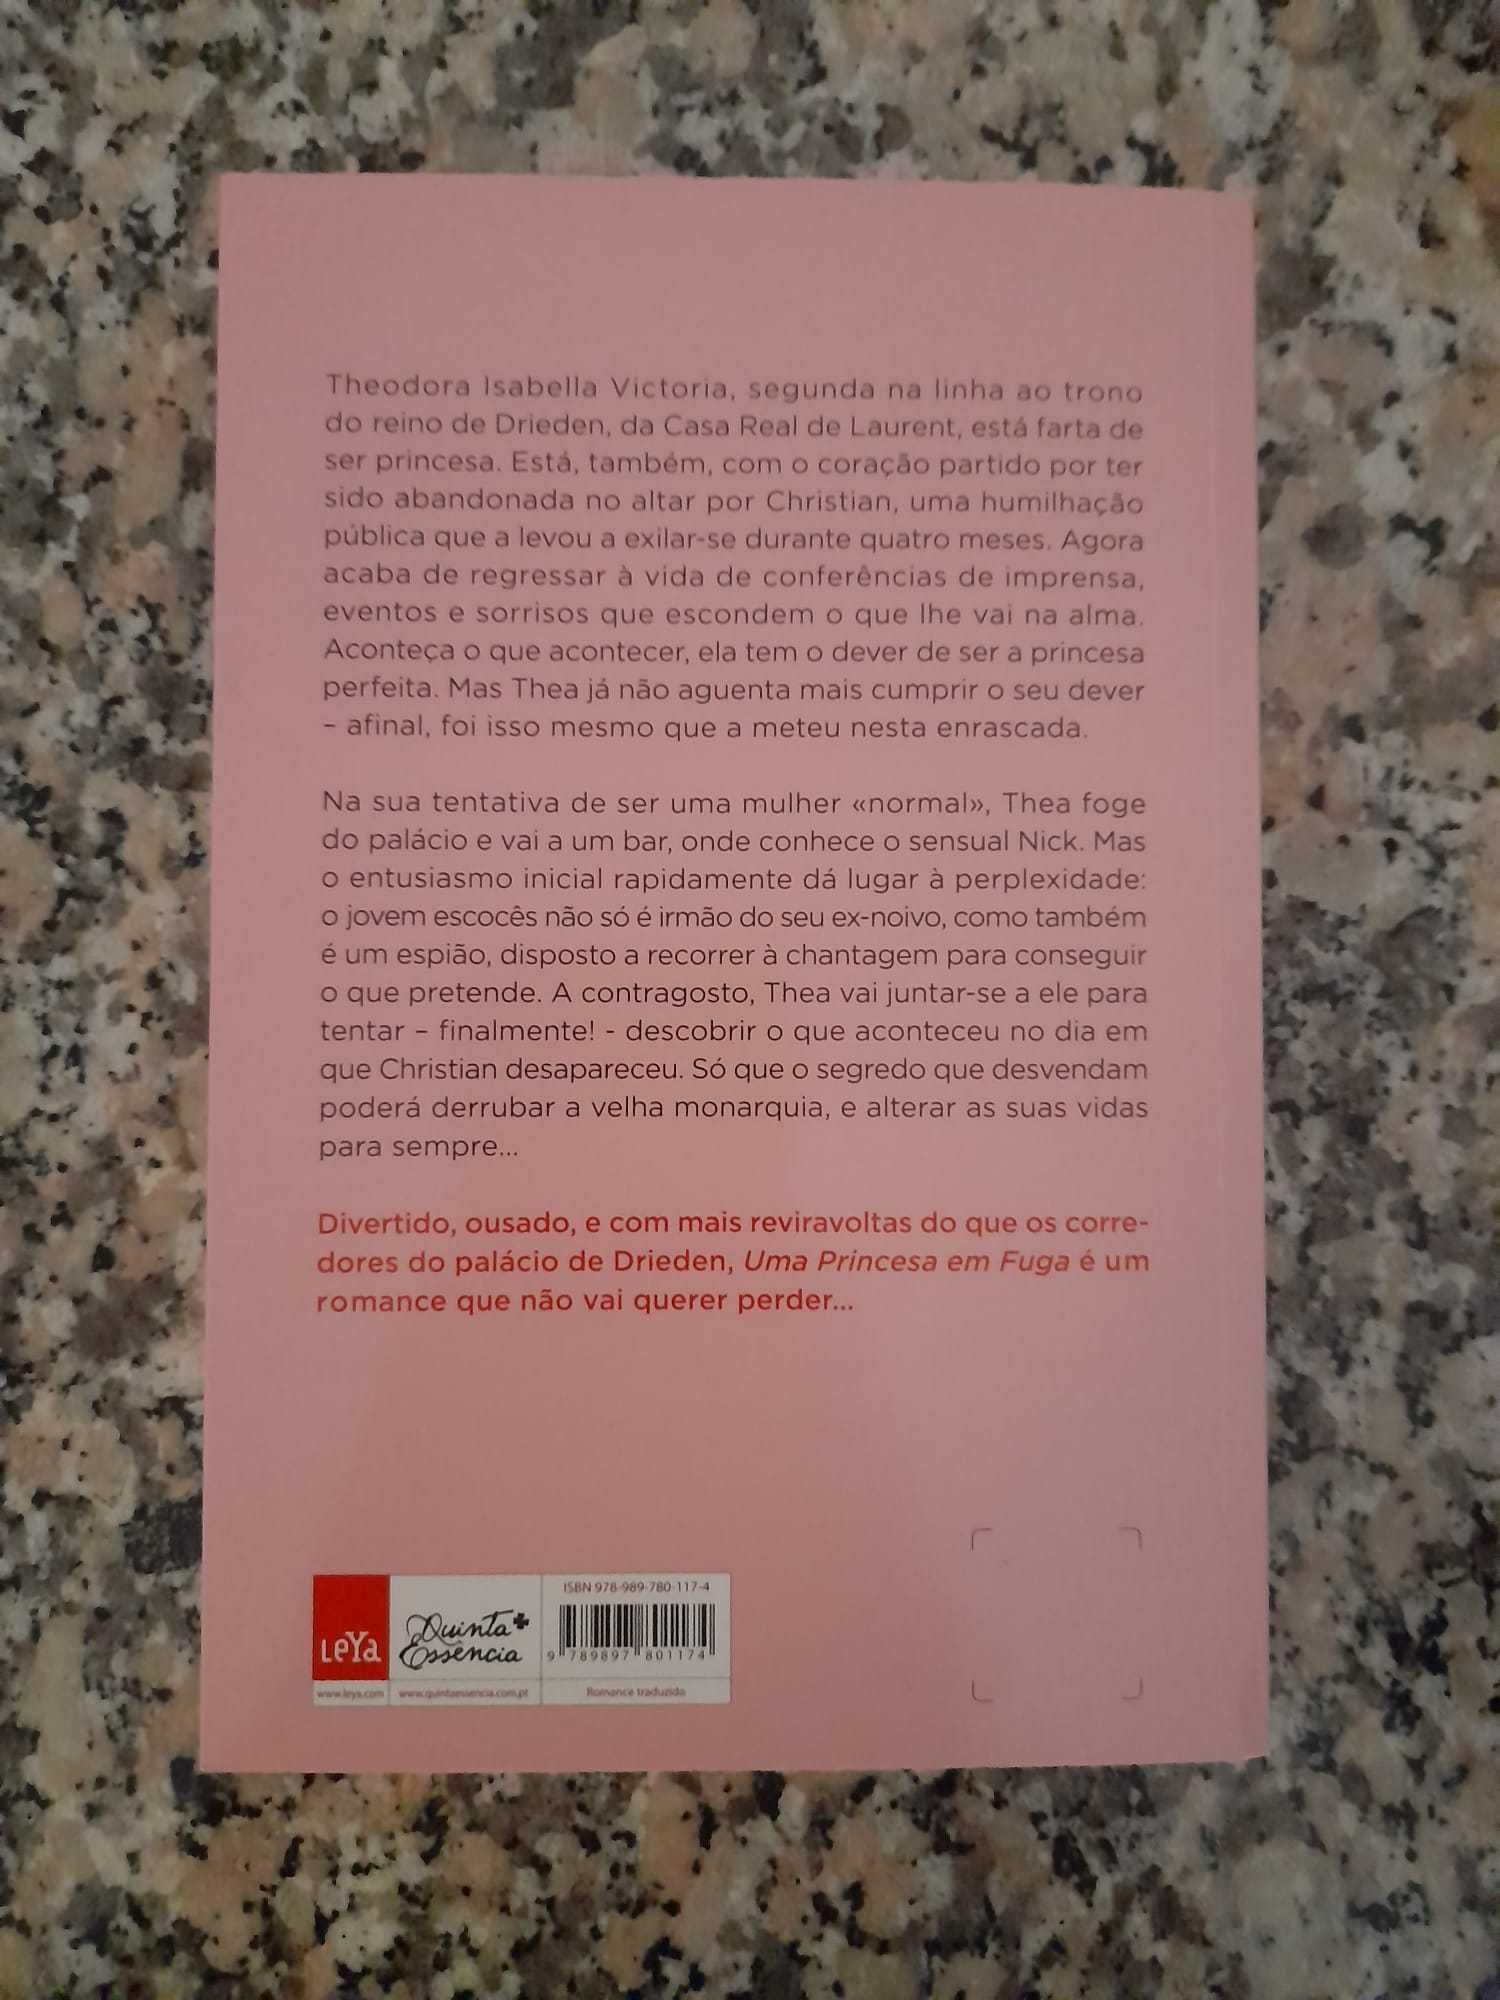 Theodora Isabella Victoria, segunda na linha ao trono
do reino de Drieden, da Casa Real de Laurent, está farta de
ser princesa. Está, também, com o coração partido por ter
sido abandonada no altar por Christian, uma humilhação
pública que a levou a exilar-se durante quatro meses. Agora
acaba de regressar à vida de conferências de imprensa,
eventos e sorrisos que escondem o que lhe vai na alma.
Aconteça o que acontecer, ela tem o dever de ser a princesa
perfeita. Mas Thea já não aguenta mais cumprir o seu dever
– afinal, foi isso mesmo que a meteu nesta enrascada.
Na sua tentativa de ser uma mulher «normal», Thea foge
do palácio e vai a um bar, onde conhece o sensual Nick. Mas
o entusiasmo inicial rapidamente dá lugar à perplexidade:
o jovem escocês não só é irmão do seu ex-noivo, como também
é um espião, disposto a recorrer à chantagem para conseguir
o que pretende. A contragosto, Thea vai juntar-se a ele para
tentar – finalmente! - descobrir o que aconteceu no dia em
que Christian desapareceu. Só que o segredo que desvendam
poderá derrubar a velha monarquia, e alterar as suas vidas
para sempre...
Divertido, ousado, e com mais reviravoltas do que os corre-
dores do palácio de Drieden, Uma Princesa em Fuga é um
romance que não vai querer perder...
LeYa
www.leya.com
Quinta
Essência
www.quintaessencia.com.pt
ISBN 978-989-780-117-4
9 789897 801174
Romance traduzido